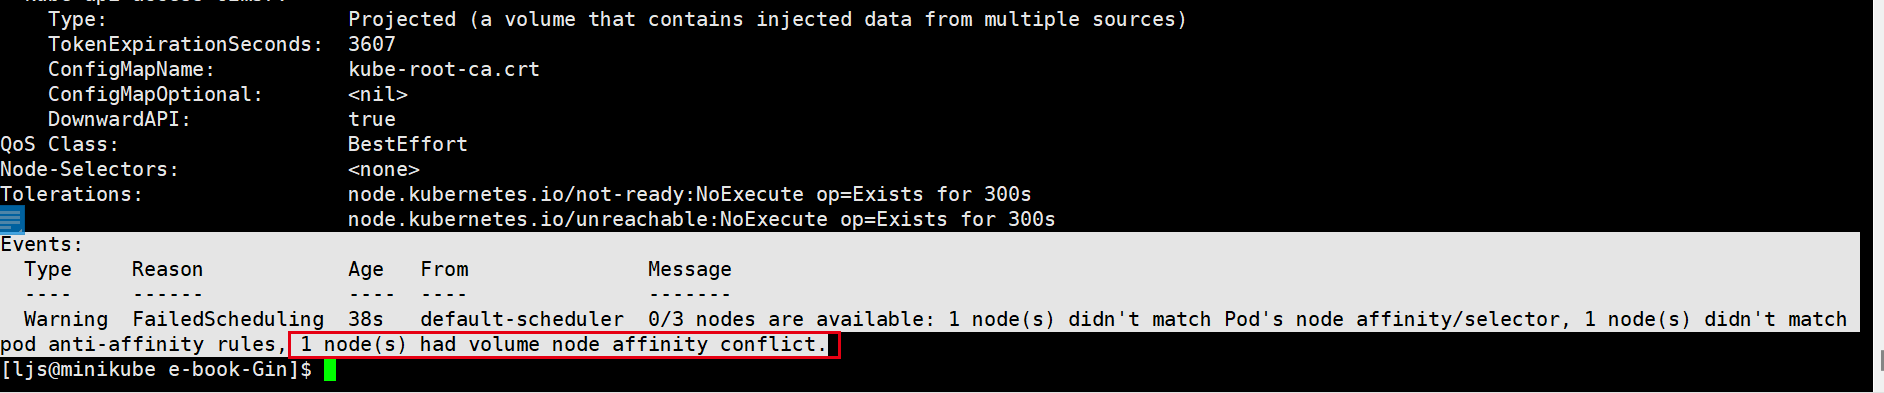 Type:                Projected (a volume that contains injected data from multiple sources)
TokenExpirationSeconds:  3607
ConfigMapName:           kube-root-ca.crt
ConfigMapOptional:       <nil>
DownwardAPI:             true
QoS Class:                   BestEffort
Node-Selectors:              <none>
Tolerations:                 node.kubernetes.io/not-ready:NoExecute op=Exists for 300s
node.kubernetes.io/unreachable:NoExecute op=Exists for 300s
Events:
Type     Reason            Age   From               Message
----     ------            ----  ----               -------
Warning  FailedScheduling  38s   default-scheduler  0/3 nodes are available: 1 node(s) didn't match Pod's node affinity/selector, 1 node(s) didn't match
pod anti-affinity rules, 1 node(s) had volume node affinity conflict.
[ljs@minikube e-book-Gin]$